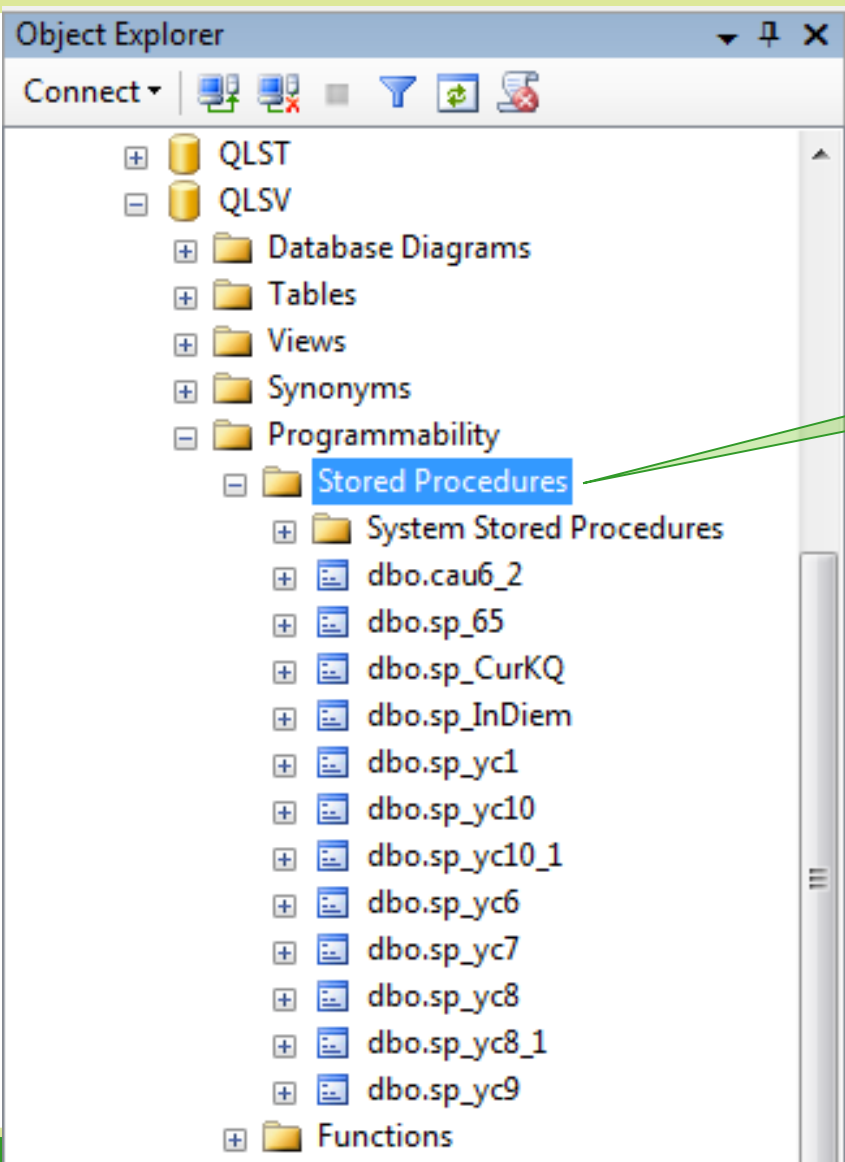 Object Explorer
Connect
QLST
QLSV
Database Diagrams
Tables
Views
Synonyms
Programmability
Stored Procedures
System Stored Procedures
dbo.cau6_2
dbo.sp_65
dbo.sp_CurKQ
dbo.sp_InDiem
dbo.sp_yc1
dbo.sp_yc10
dbo.sp_yc10_1
dbo.sp_yc6
dbo.sp_yc7
dbo.sp_yc8
dbo.sp_yc8_1
dbo.sp_yc9
Functions